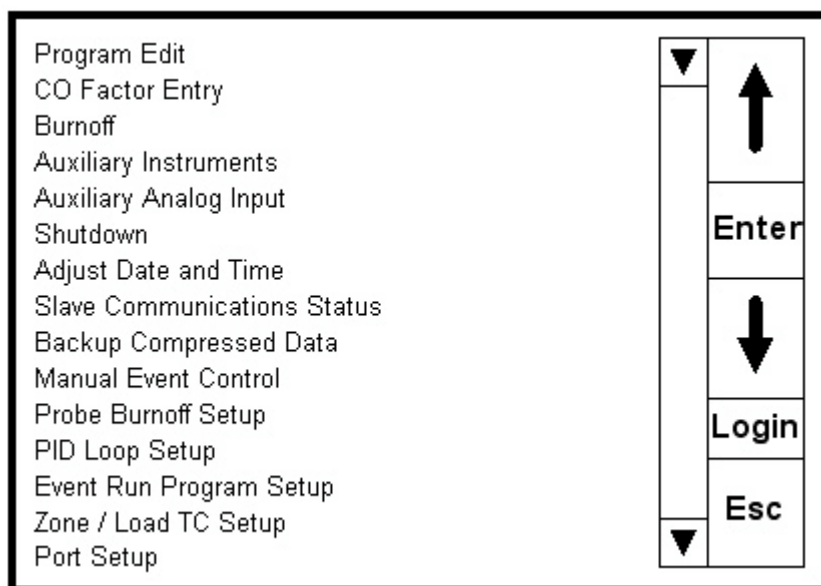 Program Edit
CO Factor Entry
Burnoff
Auxiliary Instruments
Auxiliary Analog Input
Shutdown
Adjust Date and Time
Slave Communications Status
Backup Compressed Data
Manual Event Control
Probe Burnoff Setup
PID Loop Setup
Event Run Program Setup
Zone / Load TC Setup
Port Setup
Enter
Login
Esc